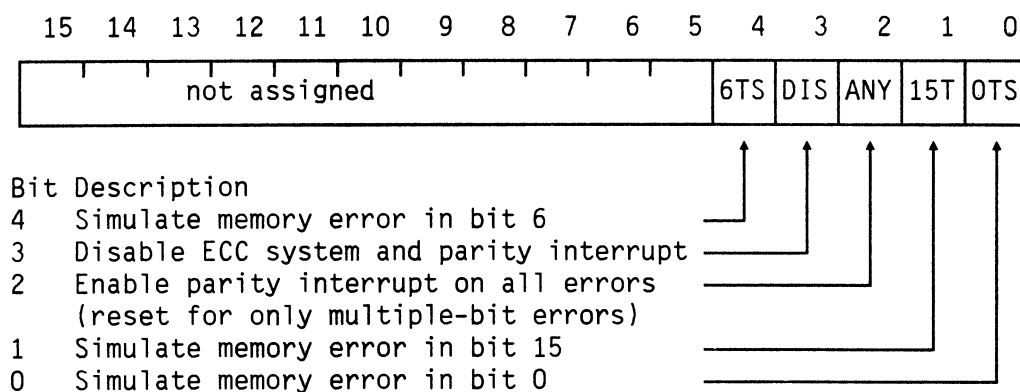 15 14 13 12 11 10 9 8 7 6 5 4 3 2 1 0
not assigned 6TS DIS ANY 15T 0TS
Bit Description
4 Simulate memory error in bit 6
3 Disable ECC system and parity interrupt
2 Enable parity interrupt on all errors
(reset for only multiple-bit errors)
1 Simulate memory error in bit 15
0 Simulate memory error in bit 0